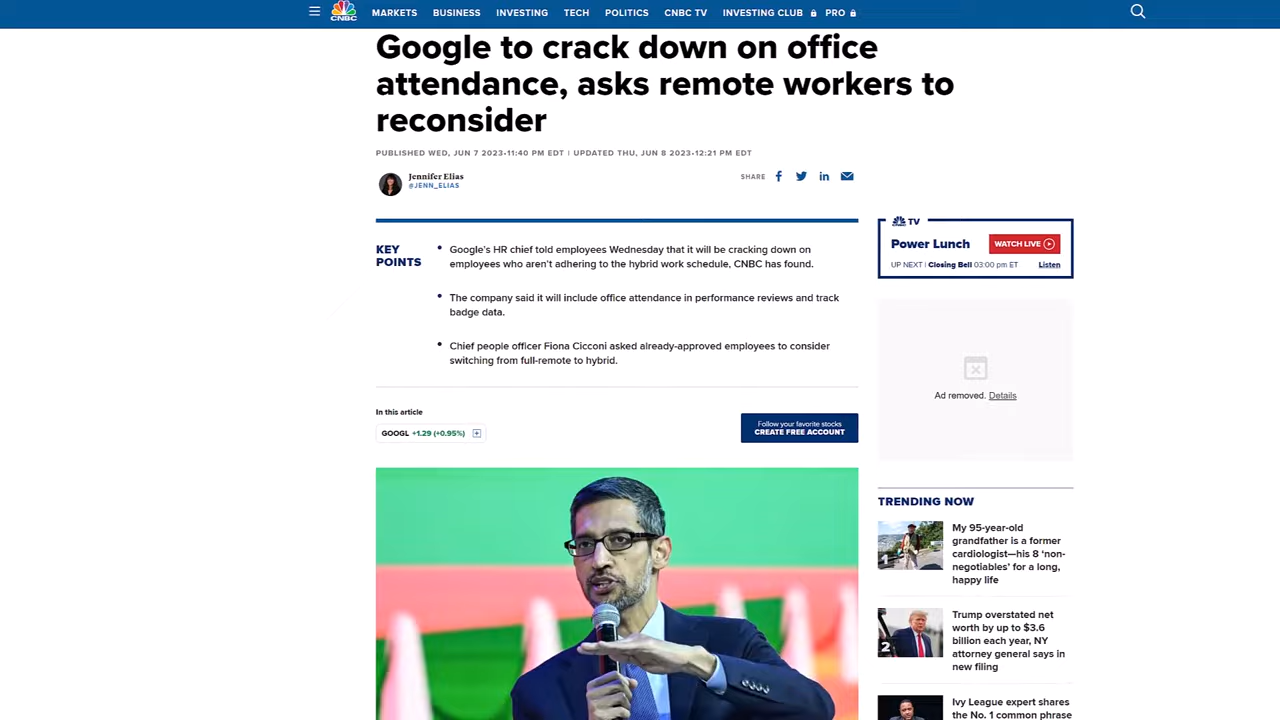 CNBC
MARKETS BUSINESS INVESTING TECH POLITICS CNBC TV INVESTING CLUB PRO
Google to crack down on office
attendance, asks remote workers to
reconsider
PUBLISHED WED, JUN 7 2023•11:40 PM EDT | UPDATED THU, JUN 8 2023•12:21 PM EDT
Jennifer Elias
@JENN_ELIAS
SHARE
KEY
POINTS
Google's HR chief told employees Wednesday that it will be cracking down on
employees who aren't adhering to the hybrid work schedule, CNBC has found.
The company said it will include office attendance in performance reviews and track
badge data.
Chief people officer Fiona Cicconi asked already-approved employees to consider
switching from full-remote to hybrid.
In this article
GOOGL +1.29 (+0.95%)
Follow your favorite stocks
CREATE FREE ACCOUNT
CNBC TV
Power Lunch WATCH LIVE
UP NEXT | Closing Bell 03:00 pm ET Listen
Ad removed. Details
TRENDING NOW
My 95-year-old
grandfather is a former
cardiologist—his 8 ‘non-
negotiables’ for a long,
happy life
2
Trump overstated net
worth by up to $3.6
billion each year, NY
attorney general says in
new filing
Ivy League expert shares
the No. 1 common phrase